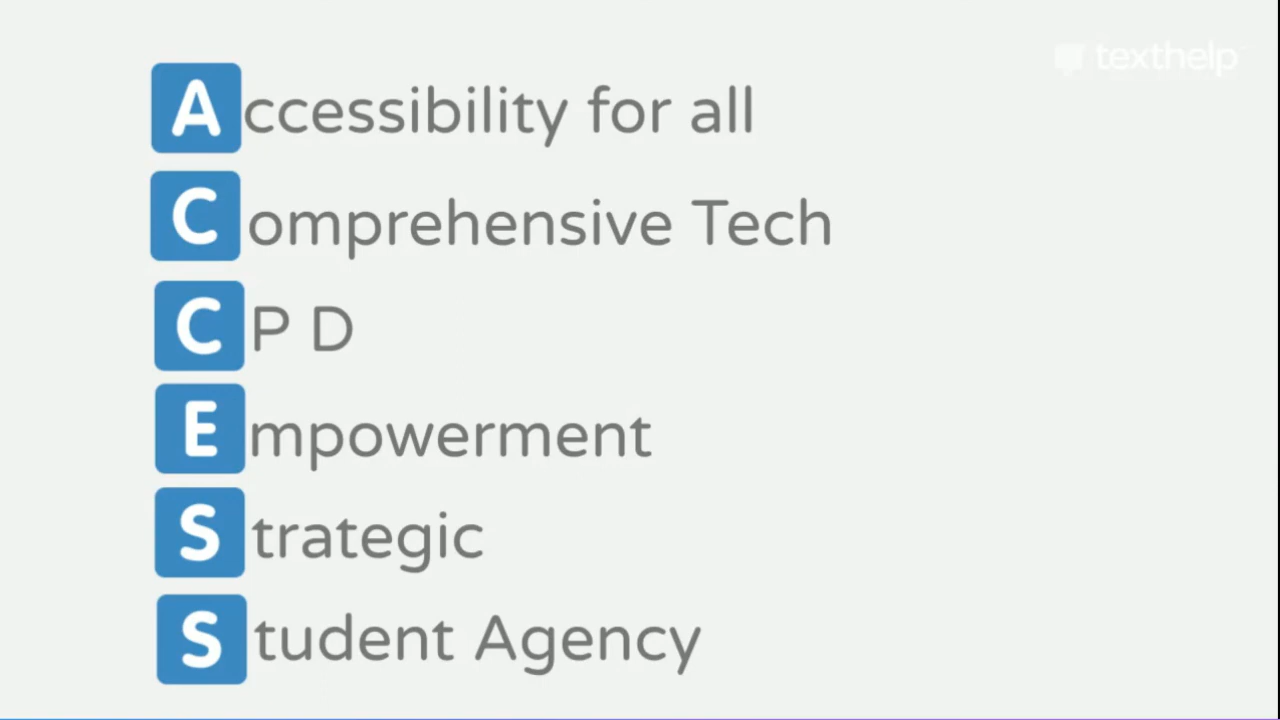 texthelp
Accessibility for all
Comprehensive Tech
CP D
Empowerment
Strategic
Student Agency